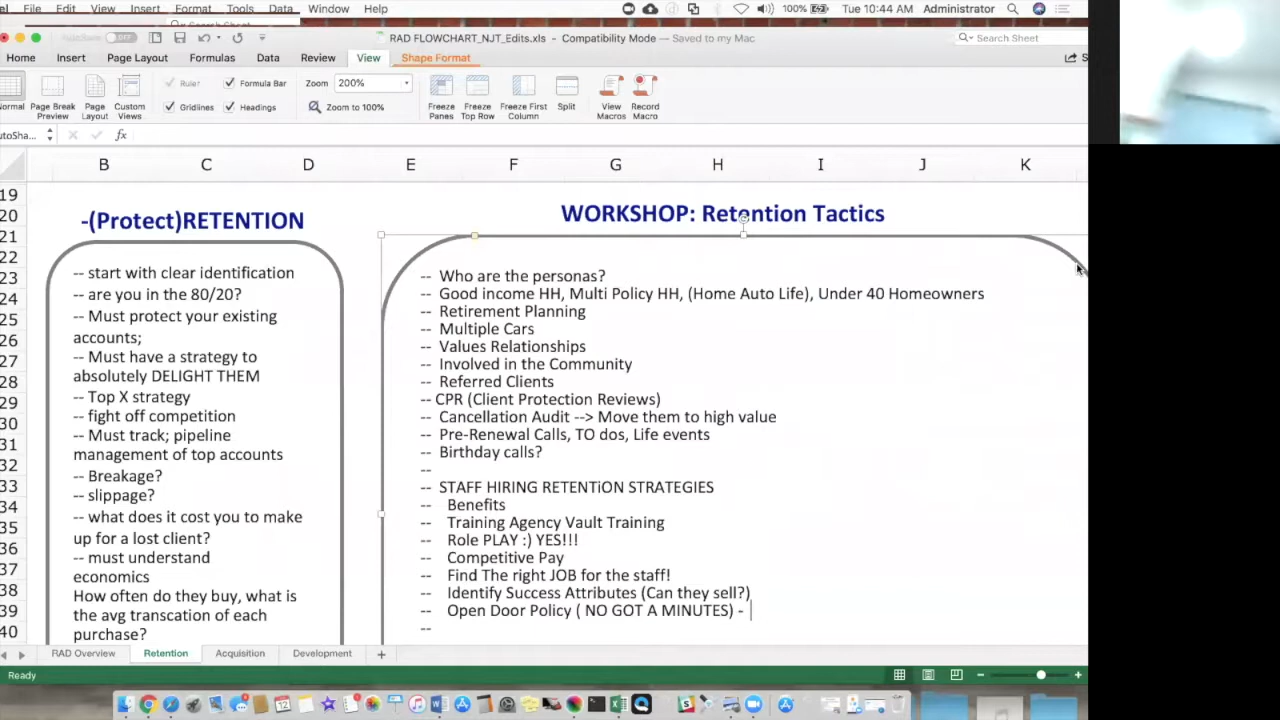 File Edit View Insert Format Tools Data Window Help
100% Tue 10:44 AM Administrator
RAD FLOWCHART_NJT_Edits.xls - Compatibility Mode — Saved to my Mac
Search Sheet
Home Insert Page Layout Formulas Data Review View Shape Format
Ruler Formula Bar Zoom 200%
Gridlines Headings Zoom to 100%
Normal Page Break Preview Page Layout Custom Views Freeze Panes Freeze Top Row Freeze First Column Split View Macros Record Macro
AutoSha... fx
B C D E F G H I J K
19
20
21
22
23
24
25
26
27
28
29
30
31
32
33
34
35
36
37
38
39
40
-(Protect)RETENTION
-- start with clear identification
-- are you in the 80/20?
-- Must protect your existing
accounts;
-- Must have a strategy to
absolutely DELIGHT THEM
-- Top X strategy
-- fight off competition
-- Must track; pipeline
management of top accounts
-- Breakage?
-- slippage?
-- what does it cost you to make
up for a lost client?
-- must understand
economics
How often do they buy, what is
the avg transcation of each
purchase?
WORKSHOP: Retention Tactics
-- Who are the personas?
-- Good income HH, Multi Policy HH, (Home Auto Life), Under 40 Homeowners
-- Retirement Planning
-- Multiple Cars
-- Values Relationships
-- Involved in the Community
-- Referred Clients
-- CPR (Client Protection Reviews)
-- Cancellation Audit --> Move them to high value
-- Pre-Renewal Calls, TO dos, Life events
-- Birthday calls?
--
-- STAFF HIRING RETENTiON STRATEGIES
-- Benefits
-- Training Agency Vault Training
-- Role PLAY :) YES!!!
-- Competitive Pay
-- Find The right JOB for the staff!
-- Identify Success Attributes (Can they sell?)
-- Open Door Policy ( NO GOT A MINUTES) -
--
RAD Overview Retention Acquisition Development
Ready